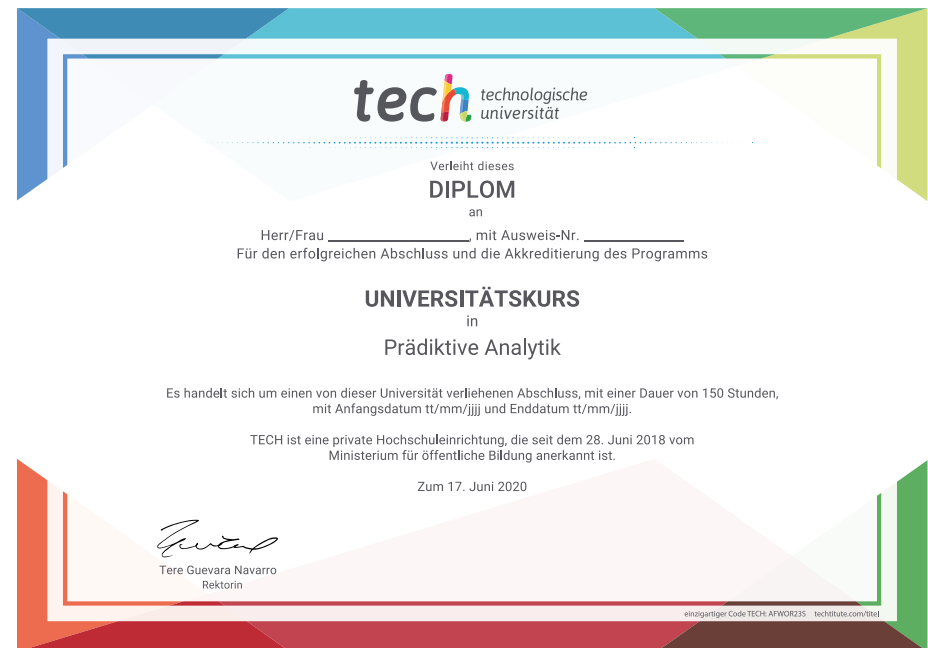 tech technologische
universität
Verleiht dieses
DIPLOM
an
Herr/Frau ____________________, mit Ausweis-Nr. ______________
Für den erfolgreichen Abschluss und die Akkreditierung des Programms
UNIVERSITÄTSKURS
in
Prädiktive Analytik
Es handelt sich um einen von dieser Universität verliehenen Abschluss, mit einer Dauer von 150 Stunden,
mit Anfangsdatum tt/mm/jjjj und Enddatum tt/mm/jjjj.
TECH ist eine private Hochschuleinrichtung, die seit dem 28. Juni 2018 vom
Ministerium für öffentliche Bildung anerkannt ist.
Zum 17. Juni 2020
Tere Guevara Navarro
Rektorin
einzigartiger Code TECH: AFWOR23S techtitute.com/titel